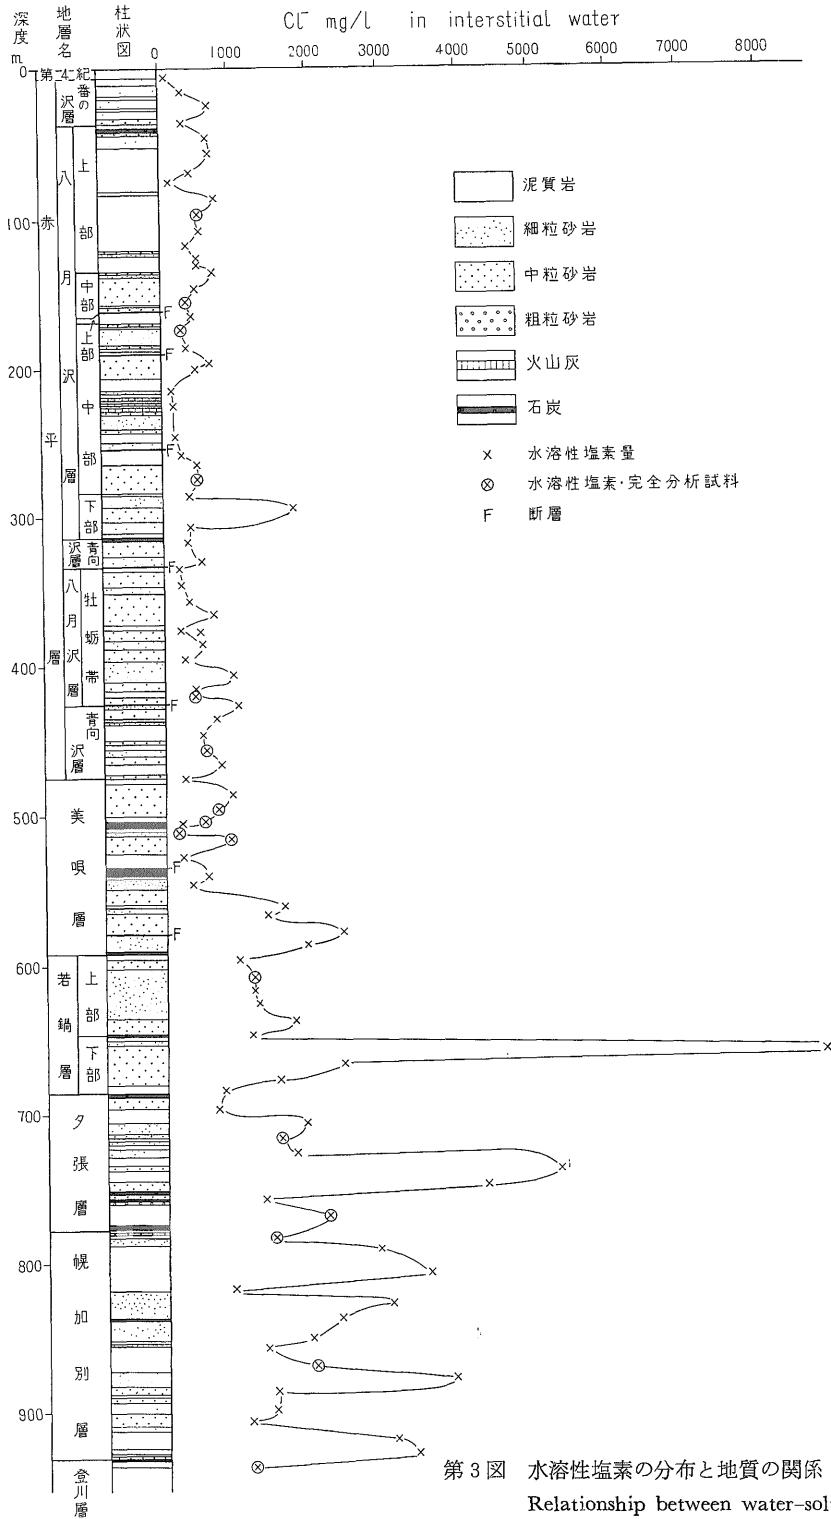 Cl⁻ mg/l in interstitial water
深度 m
地層名
柱状図
0 1000 2000 3000 4000 5000 6000 7000 8000
0
100
200
300
400
500
600
700
800
900
第4紀
番の沢層
赤平層
八月沢層
上部
中部
上部
中部
下部
青向沢層
八月沢層
牡蛎帯
青向沢層
美唄層
若鍋層
上部
下部
夕張層
幌加別層
登川層
F
F
F
F
F
F
F
泥質岩
細粒砂岩
中粒砂岩
粗粒砂岩
火山灰
石炭
× 水溶性塩素量
⊗ 水溶性塩素・完全分析試料
F 断層
第3図 水溶性塩素の分布と地質の関係
Relationship between water-sol